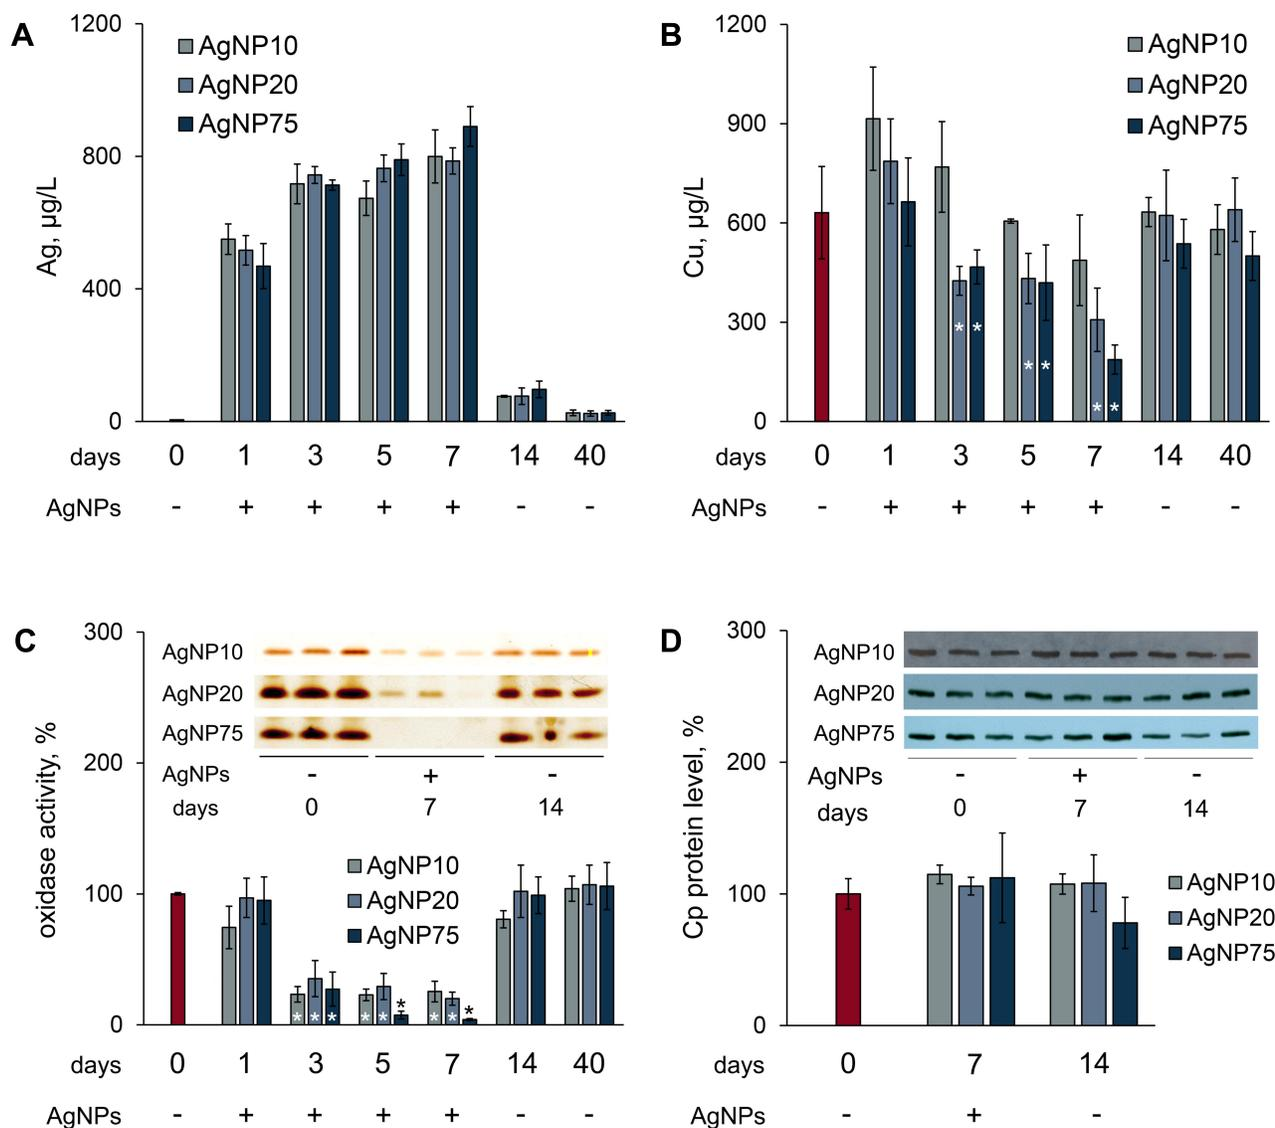 A
1200
800
400
0
Ag, µg/L
AgNP10
AgNP20
AgNP75
days 0 1 3 5 7 14 40
AgNPs - + + + + - -
B
1200
900
600
300
0
Cu, µg/L
AgNP10
AgNP20
AgNP75
* * * * * *
days 0 1 3 5 7 14 40
AgNPs - + + + + - -
C
300
200
100
0
oxidase activity, %
AgNP10
AgNP20
AgNP75
AgNPs - + -
days 0 7 14
AgNP10
AgNP20
AgNP75
* * * * * * * * *
days 0 1 3 5 7 14 40
AgNPs - + + + + - -
D
300
200
100
0
Cp protein level, %
AgNP10
AgNP20
AgNP75
AgNPs - + -
days 0 7 14
AgNP10
AgNP20
AgNP75
days 0 7 14
AgNPs - + -